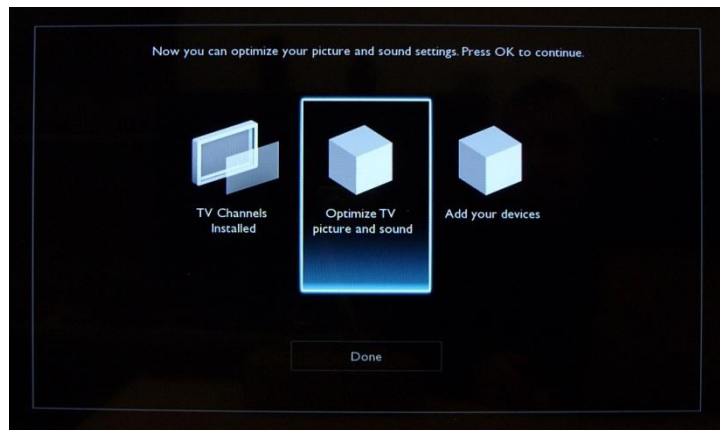 Now you can optimize your picture and sound settings. Press OK to continue.
TV Channels
Installed
Optimize TV
picture and sound
Add your devices
Done